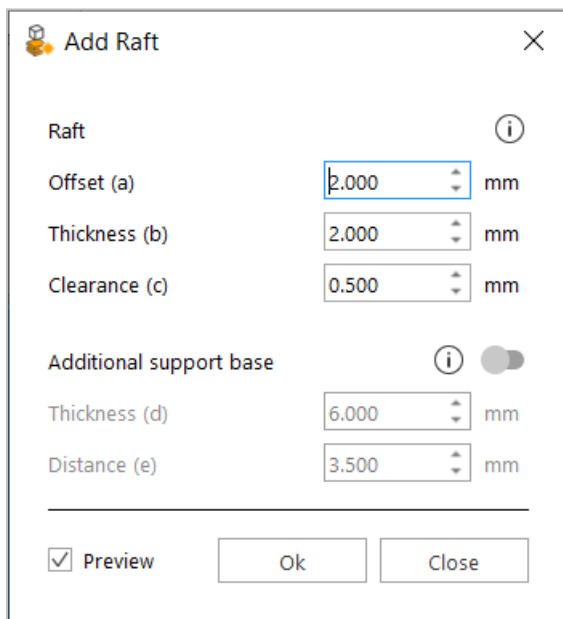 Add Raft
Raft
Offset (a) 2.000 mm
Thickness (b) 2.000 mm
Clearance (c) 0.500 mm
Additional support base
Thickness (d) 6.000 mm
Distance (e) 3.500 mm
Preview Ok Close